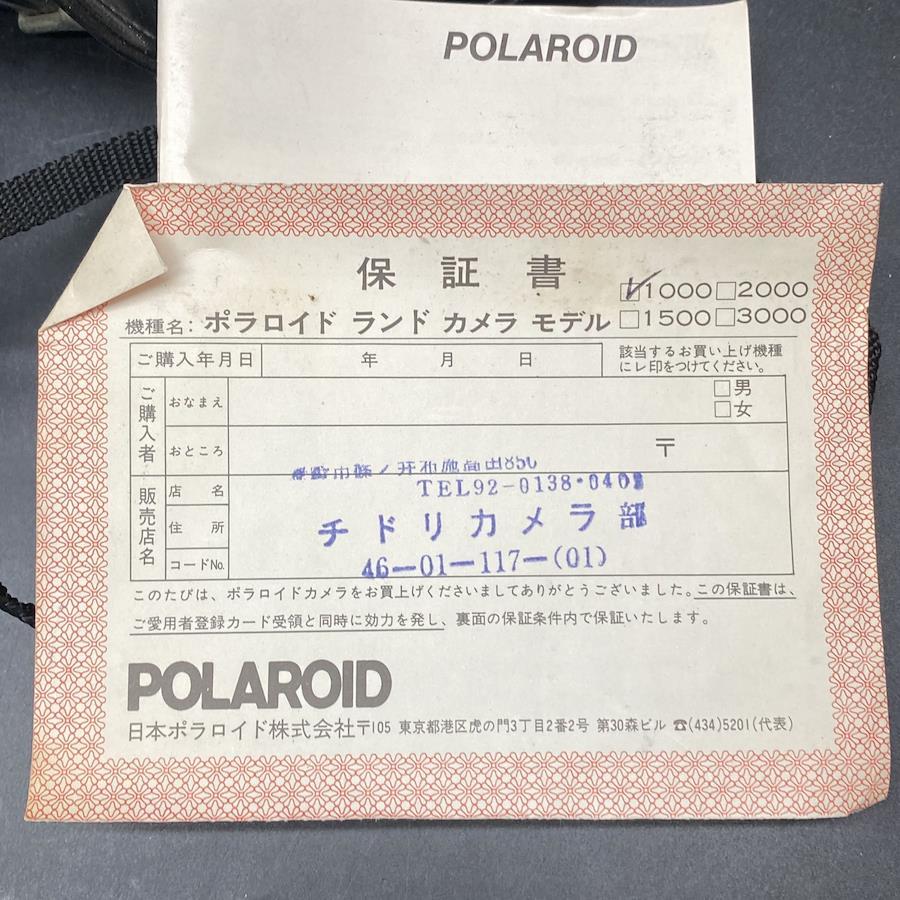 POLAROID
保証書
☑1000 □2000
機種名: ポラロイド ランド カメラ モデル □1500 □3000
ご購入年月日 年 月 日
該当するお買い上げ機種
にレ印をつけてください。
ご購入者
おなまえ
□男
□女
おところ 〒
販売店名
店名
TEL92-0138・0402
住所
チドリカメラ部
コードNo.
46-01-117-(01)
このたびは、ポラロイドカメラをお買上げくださいましてありがとうございました。この保証書は、
ご愛用者登録カード受領と同時に効力を発し、裏面の保証条件内で保証いたします。
POLAROID
日本ポラロイド株式会社〒105 東京都港区虎の門3丁目2番2号 第30森ビル ☎(434)5201(代表)